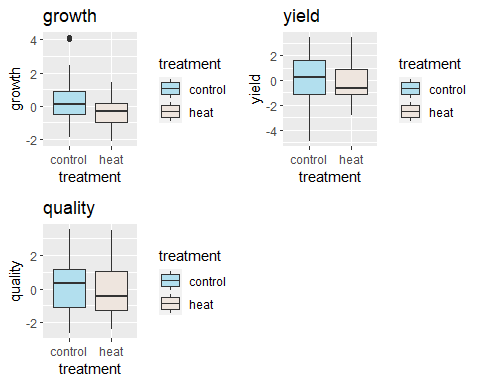 growth
4
2
0
-2
growth
control heat
treatment
treatment
control
heat
yield
2
0
-2
-4
yield
control heat
treatment
treatment
control
heat
quality
2
0
-2
quality
control heat
treatment
treatment
control
heat